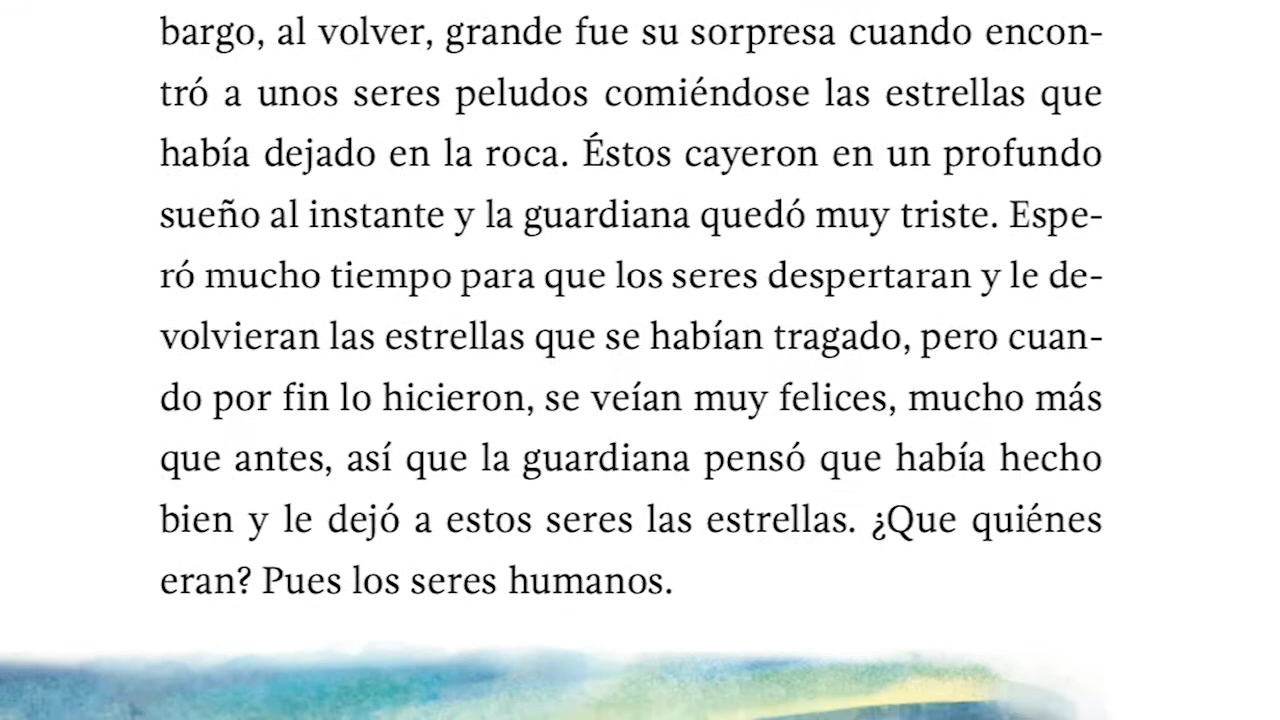 bargo, al volver, grande fue su sorpresa cuando encon-
tró a unos seres peludos comiéndose las estrellas que
había dejado en la roca. Éstos cayeron en un profundo
sueño al instante y la guardiana quedó muy triste. Espe-
ró mucho tiempo para que los seres despertaran y le de-
volvieran las estrellas que se habían tragado, pero cuan-
do por fin lo hicieron, se veían muy felices, mucho más
que antes, así que la guardiana pensó que había hecho
bien y le dejó a estos seres las estrellas. ¿Que quiénes
eran? Pues los seres humanos.